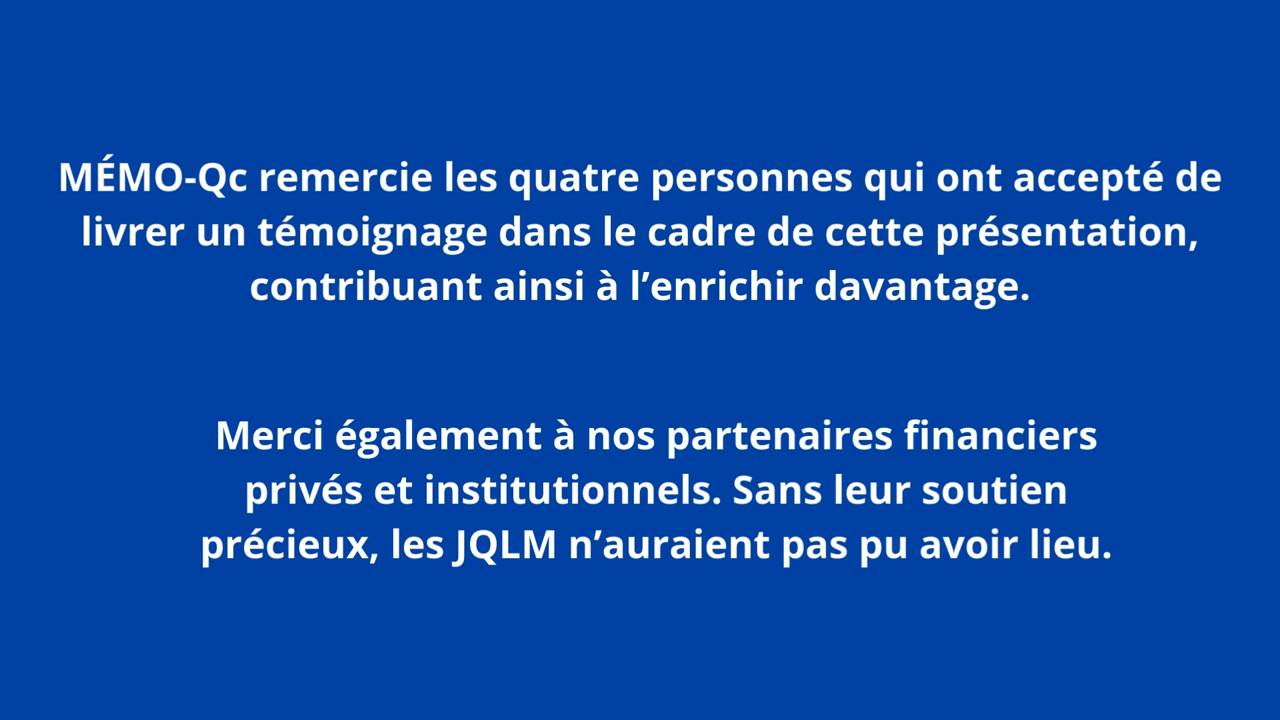 MÉMO-Qc remercie les quatre personnes qui ont accepté de
livrer un témoignage dans le cadre de cette présentation,
contribuant ainsi à l’enrichir davantage.
Merci également à nos partenaires financiers
privés et institutionnels. Sans leur soutien
précieux, les JQLM n’auraient pas pu avoir lieu.